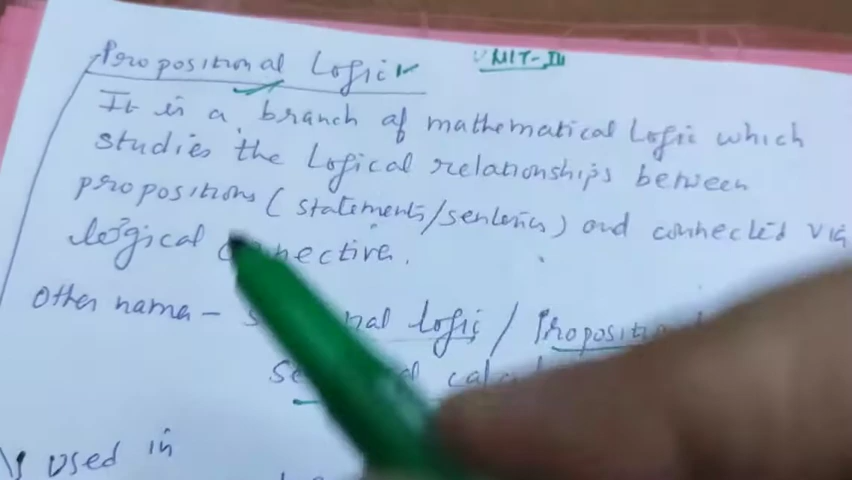 Propositional Logic
UNIT-III
It is a branch of mathematical Logic which
studies the Logical relationships between
propositions (statements/sentences) and connected via
logical connective.
Other name - logic /
used in